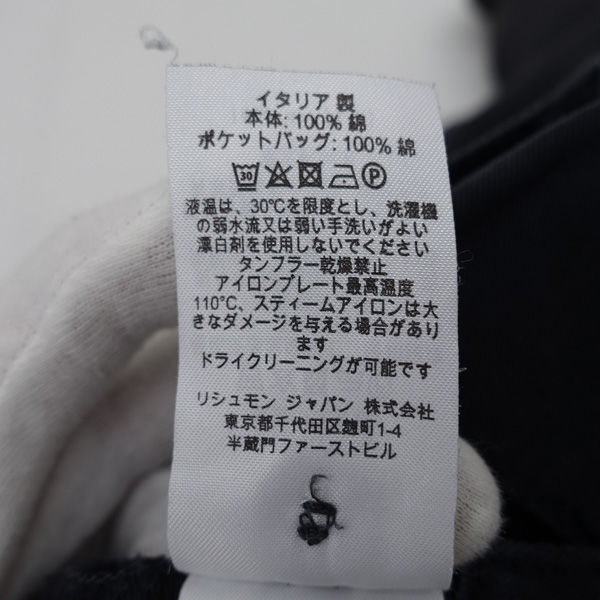 イタリア 製
本体: 100% 綿
ポケットバッグ: 100% 綿
30 P
液温は、30℃を限度とし、洗濯機
の弱水流又は弱い手洗いがよい
漂白剤を使用しないでください
タンフラー乾燥禁止
アイロンプレート最高温度
110℃、スティームアイロンは大
きなダメージを与える場合があり
ます
ドライクリーニングが可能です
リシュモン ジャパン 株式会社
東京都千代田区麹町1-4
半蔵門ファーストビル